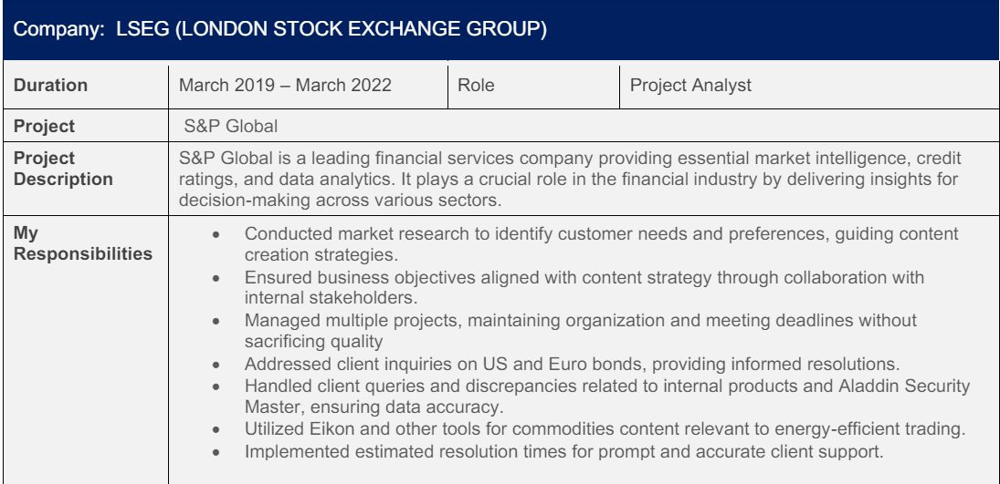 Company: LSEG (LONDON STOCK EXCHANGE GROUP)
Duration March 2019 – March 2022 Role Project Analyst
Project S&P Global
Project Description
S&P Global is a leading financial services company providing essential market intelligence, credit
ratings, and data analytics. It plays a crucial role in the financial industry by delivering insights for
decision-making across various sectors.
My
Responsibilities
• Conducted market research to identify customer needs and preferences, guiding content
creation strategies.
• Ensured business objectives aligned with content strategy through collaboration with
internal stakeholders.
• Managed multiple projects, maintaining organization and meeting deadlines without
sacrificing quality
• Addressed client inquiries on US and Euro bonds, providing informed resolutions.
• Handled client queries and discrepancies related to internal products and Aladdin Security
Master, ensuring data accuracy.
• Utilized Eikon and other tools for commodities content relevant to energy-efficient trading.
• Implemented estimated resolution times for prompt and accurate client support.